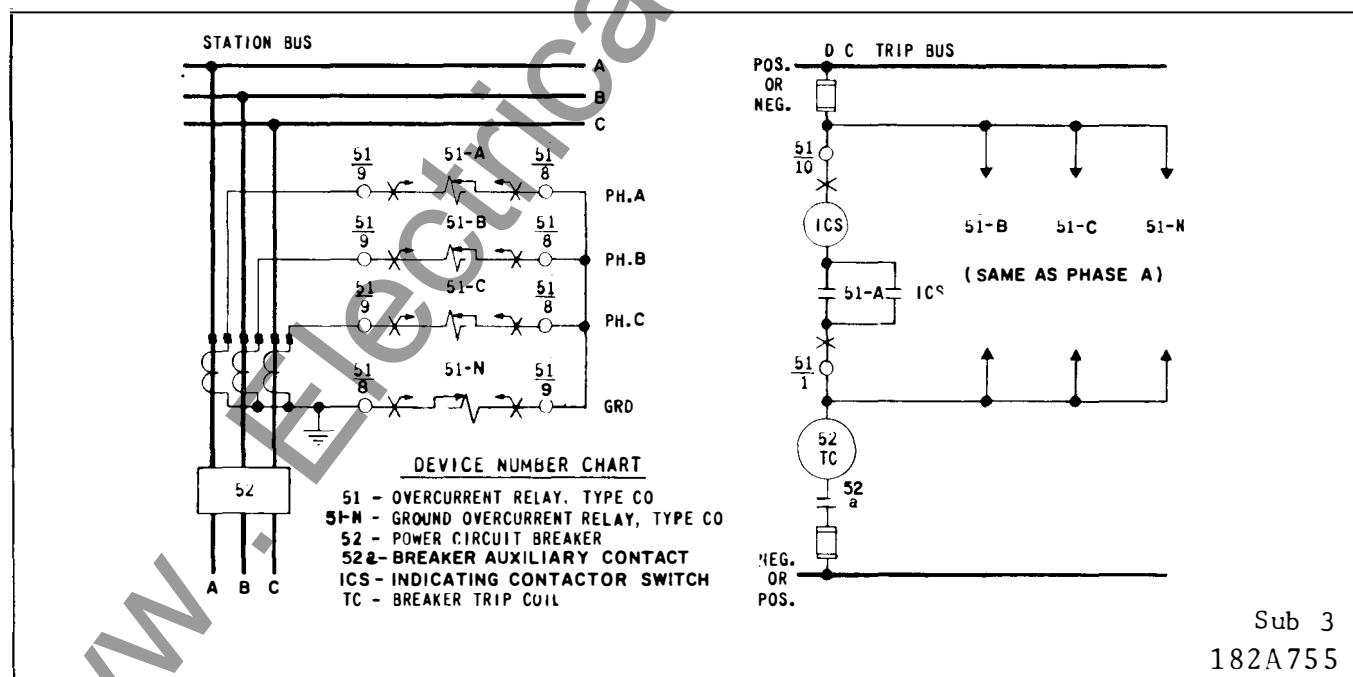 STATION BUS
A
B
C
51
9
51-A
51
8
PH.A
51
9
51-B
51
8
PH.B
51
9
51-C
51
8
PH.C
51
8
51-N
51
9
GRD
52
A B C
DEVICE NUMBER CHART
51 - OVERCURRENT RELAY, TYPE CO
51-N - GROUND OVERCURRENT RELAY, TYPE CO
52 - POWER CIRCUIT BREAKER
52a - BREAKER AUXILIARY CONTACT
ICS - INDICATING CONTACTOR SWITCH
TC - BREAKER TRIP COIL
DC TRIP BUS
POS.
OR
NEG.
51
10
ICS
51-A
ICS
51-B 51-C 51-N
(SAME AS PHASE A)
51
1
52
TC
52
a
NEG.
OR
POS.
Sub 3
182A755
w. Electrica